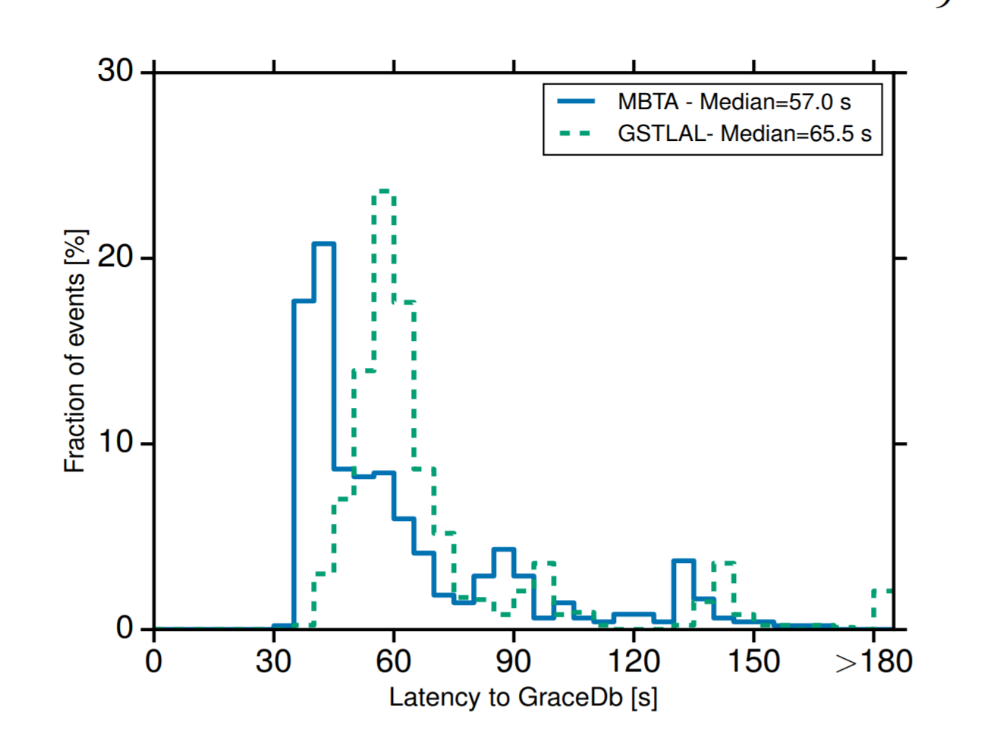 30
MBTA - Median=57.0 s
GSTLAL- Median=65.5 s
20
Fraction of events [%]
10
0
0 30 60 90 120 150 >180
Latency to GraceDb [s]